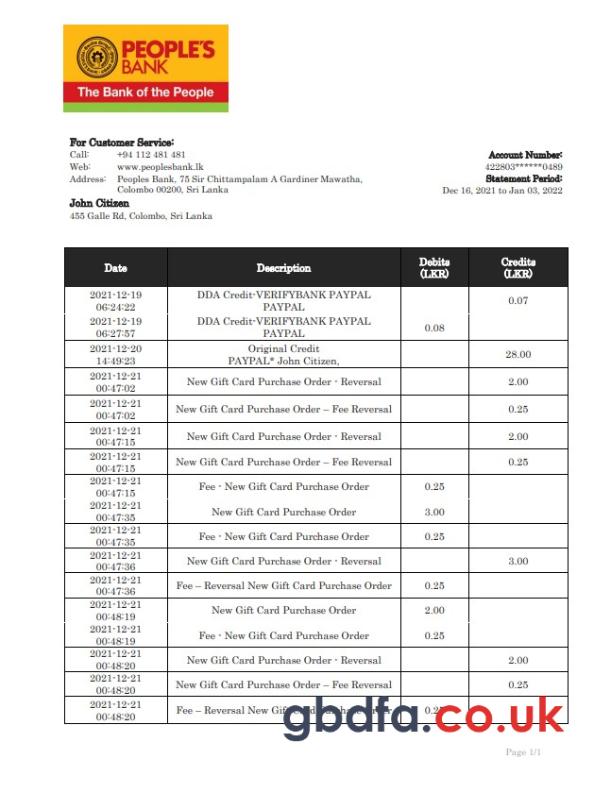 PEOPLE'S
BANK
The Bank of the People
For Customer Service:
Call: +94 112 481 481
Web: www.peoplesbank.lk
Address: Peoples Bank, 75 Sir Chittampalam A Gardiner Mawatha,
Colombo 00200, Sri Lanka
John Citizen
455 Galle Rd, Colombo, Sri Lanka
Account Number:
422803******0489
Statement Period:
Dec 16, 2021 to Jan 03, 2022
Date Description Debits (LKR) Credits (LKR)
2021-12-19 06:24:22 DDA Credit-VERIFYBANK PAYPAL PAYPAL 0.07
2021-12-19 06:27:57 DDA Credit-VERIFYBANK PAYPAL PAYPAL 0.08
2021-12-20 14:49:23 Original Credit PAYPAL* John Citizen, 28.00
2021-12-21 00:47:02 New Gift Card Purchase Order - Reversal 2.00
2021-12-21 00:47:02 New Gift Card Purchase Order – Fee Reversal 0.25
2021-12-21 00:47:15 New Gift Card Purchase Order - Reversal 2.00
2021-12-21 00:47:15 New Gift Card Purchase Order – Fee Reversal 0.25
2021-12-21 00:47:15 Fee - New Gift Card Purchase Order 0.25
2021-12-21 00:47:35 New Gift Card Purchase Order 3.00
2021-12-21 00:47:35 Fee - New Gift Card Purchase Order 0.25
2021-12-21 00:47:36 New Gift Card Purchase Order - Reversal 3.00
2021-12-21 00:47:36 Fee – Reversal New Gift Card Purchase Order 0.25
2021-12-21 00:48:19 New Gift Card Purchase Order 2.00
2021-12-21 00:48:19 Fee - New Gift Card Purchase Order 0.25
2021-12-21 00:48:20 New Gift Card Purchase Order - Reversal 2.00
2021-12-21 00:48:20 New Gift Card Purchase Order – Fee Reversal 0.25
2021-12-21 00:48:20 Fee – Reversal New Gift Card Purchase Order 0.25
gbdfa.co.uk
Page 1/1